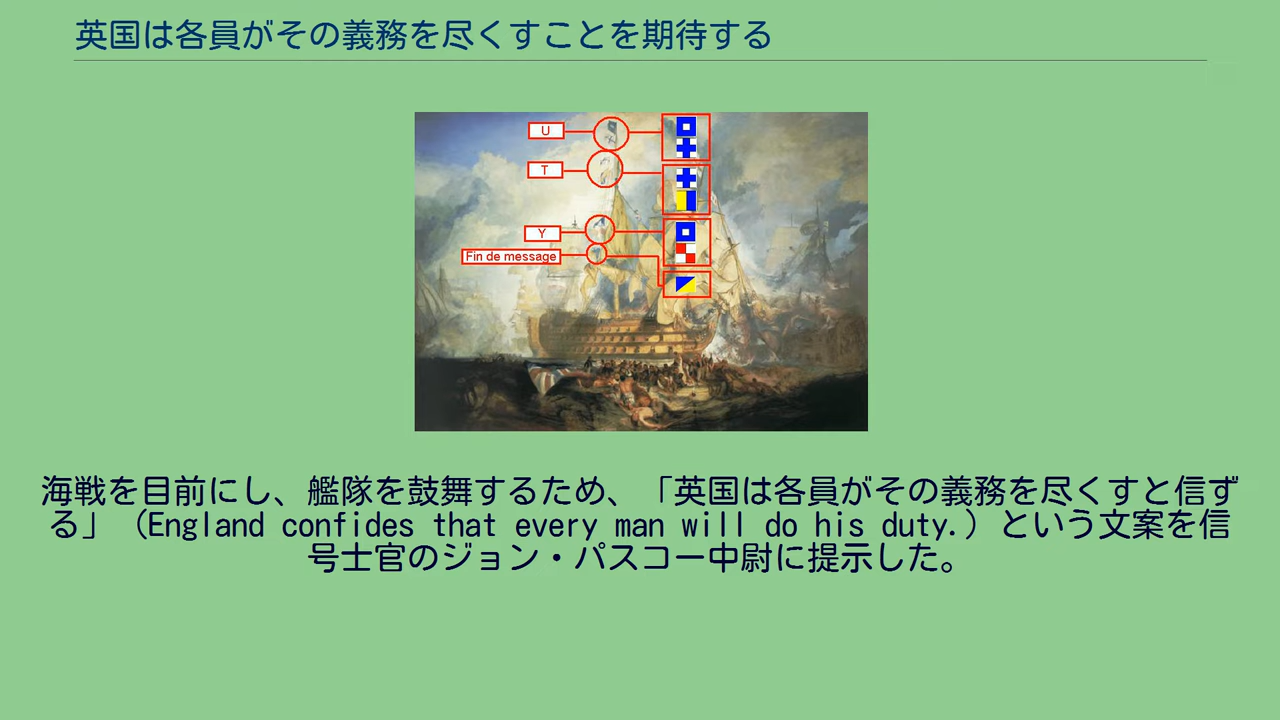 英国は各員がその義務を尽くすことを期待する
U
T
Y
Fin de message
海戦を目前にし、艦隊を鼓舞するため、「英国は各員がその義務を尽くすと信ず
る」（England confides that every man will do his duty.）という文案を信
号士官のジョン・パスコー中尉に提示した。